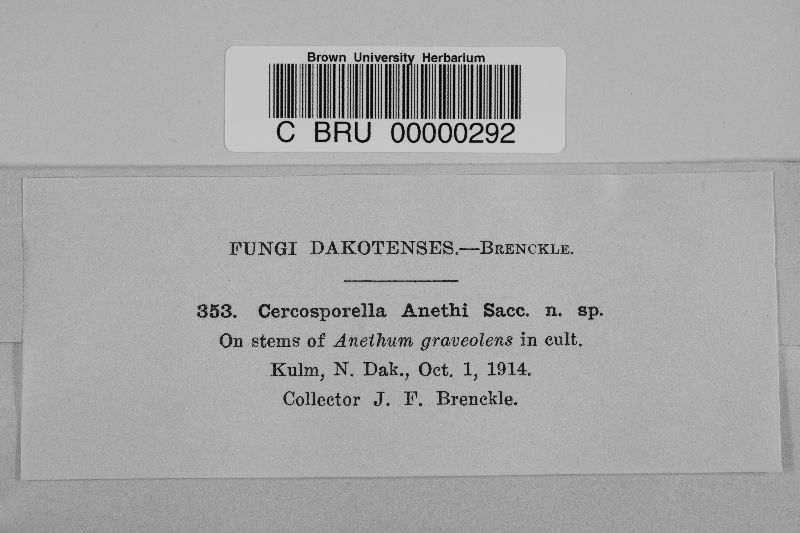 Brown University Herbarium
C BRU 00000292
FUNGI DAKOTENSES.—BRENCKLE.
353. Cercosporella Anethi Sacc. n. sp.
On stems of Anethum graveolens in cult.
Kulm, N. Dak., Oct. 1, 1914.
Collector J. F. Brenckle.